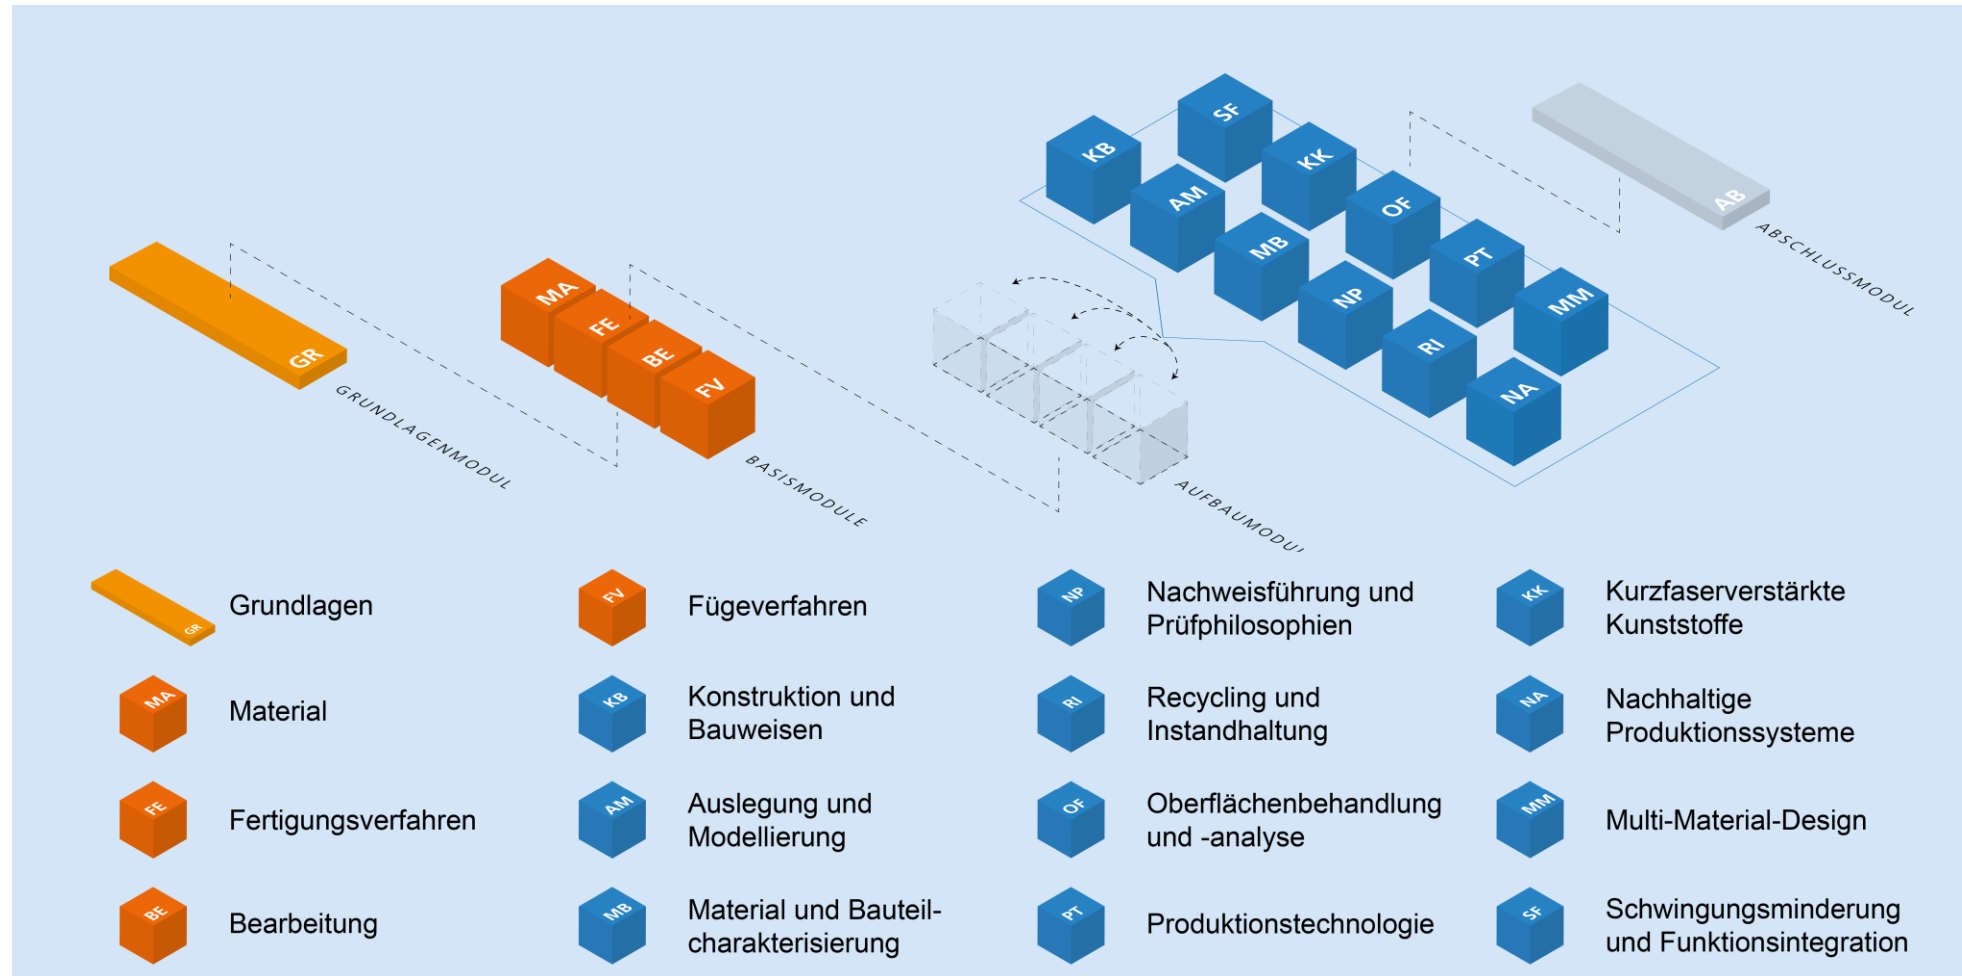 SF
KB
KK
AM
OF
AB
MB
PT
NP
MM
RI
NA
ABSCHLUSSMODUL
MA
FE
BE
FV
GR
GRUNDLAGENMODUL
BASISMODULE
AUFBAUMODUL
GR
Grundlagen
MA
Material
FE
Fertigungsverfahren
BE
Bearbeitung
FV
Fügeverfahren
KB
Konstruktion und
Bauweisen
AM
Auslegung und
Modellierung
MB
Material und Bauteil-
charakterisierung
NP
Nachweisführung und
Prüfphilosophien
RI
Recycling und
Instandhaltung
OF
Oberflächenbehandlung
und -analyse
PT
Produktionstechnologie
KK
Kurzfaserverstärkte
Kunststoffe
NA
Nachhaltige
Produktionssysteme
MM
Multi-Material-Design
SF
Schwingungsminderung
und Funktionsintegration